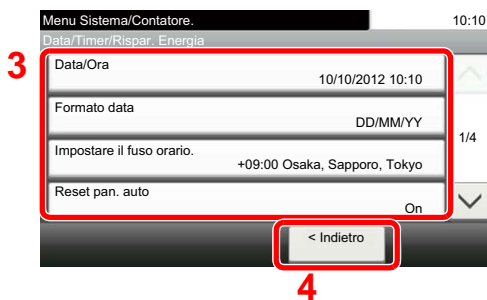 Menu Sistema/Contatore.
10:10
Data/Timer/Rispar. Energia
3
Data/Ora
10/10/2012 10:10
Formato data
DD/MM/YY
1/4
Impostare il fuso orario.
+09:00 Osaka, Sapporo, Tokyo
Reset pan. auto
On
< Indietro
4